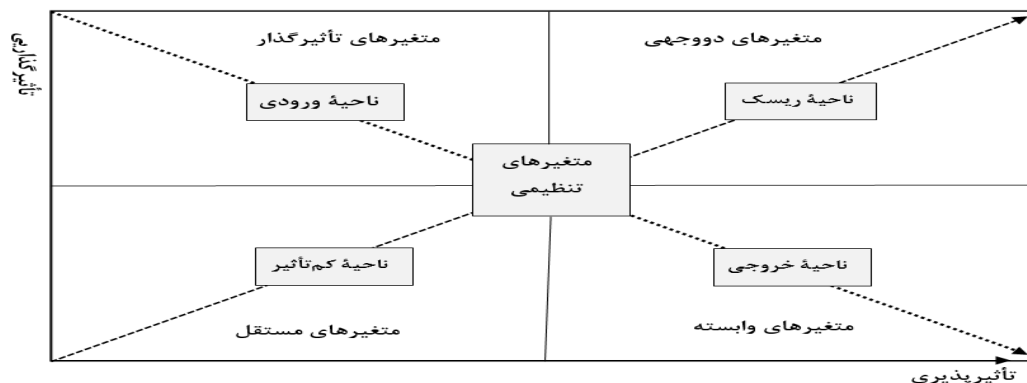 متغیرهای دووجهی
متغیرهای تأثیرگذار
تأثیرگذاریی
ناحیهٔ ریسک
ناحیهٔ ورودی
متغیرهای
تنظیمی
ناحیهٔ خروجی
ناحیهٔ کم‌تأثیر
متغیرهای وابسته
متغیرهای مستقل
تأثیرپذیری